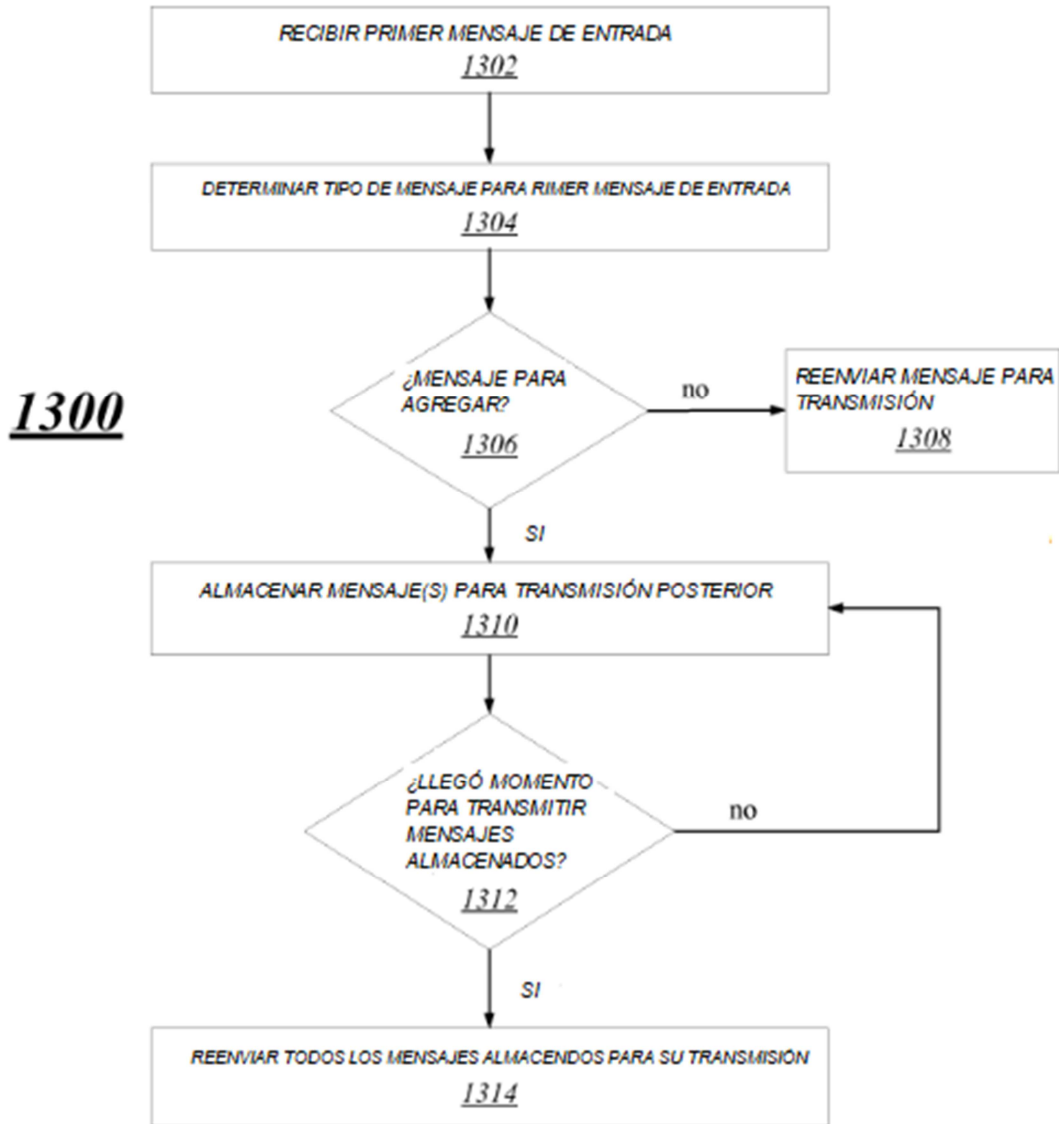 RECIBIR PRIMER MENSAJE DE ENTRADA
1302
DETERMINAR TIPO DE MENSAJE PARA RIMER MENSAJE DE ENTRADA
1304
¿MENSAJE PARA
AGREGAR?
1306
no
REENVIAR MENSAJE PARA
TRANSMISIÓN
1308
1300
SI
ALMACENAR MENSAJE(S) PARA TRANSMISIÓN POSTERIOR
1310
¿LLEGÓ MOMENTO
PARA TRANSMITIR
MENSAJES
ALMACENADOS?
1312
no
SI
REENVIAR TODOS LOS MENSAJES ALMACENDOS PARA SU TRANSMISIÓN
1314